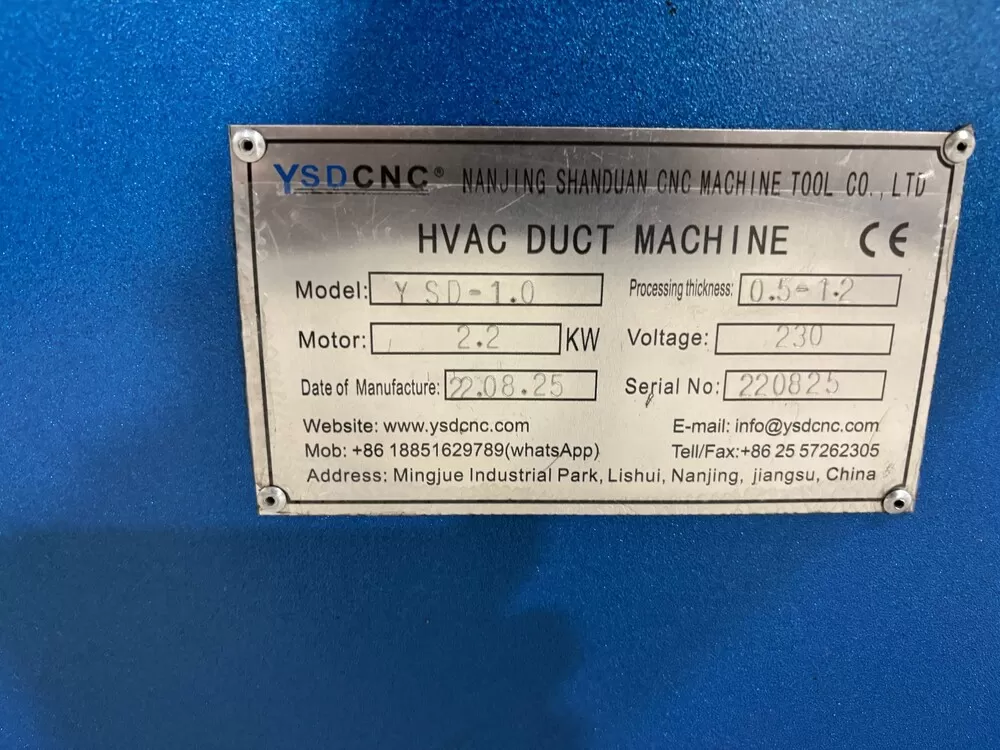 YSDCNC® NANJING SHANDUAN CNC MACHINE TOOL CO., LTD
HVAC DUCT MACHINE CE
Model: YSD-1.0 Processing thickness: 0.5-1.2
Motor: 2.2 KW Voltage: 230
Date of Manufacture: 22.08.25 Serial No: 220825
Website: www.ysdcnc.com E-mail: info@ysdcnc.com
Mob: +86 18851629789(whatsApp) Tell/Fax:+86 25 57262305
Address: Mingjue Industrial Park, Lishui, Nanjing, jiangsu, China